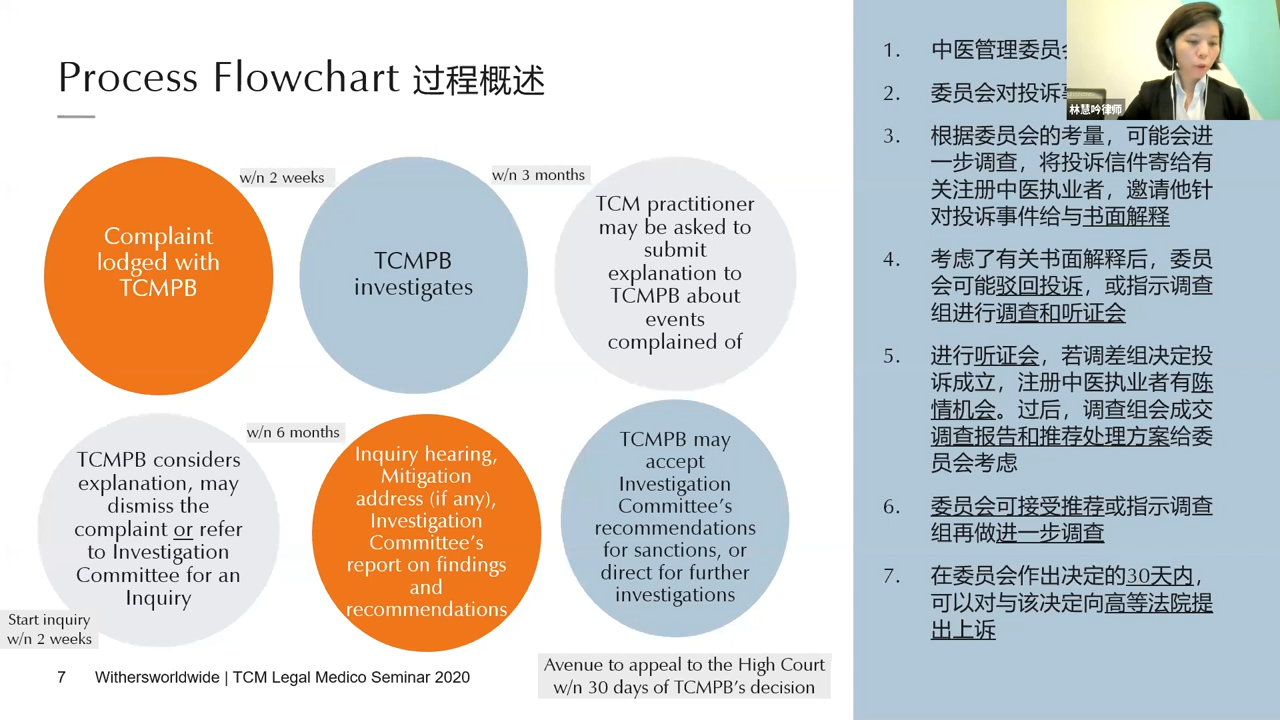 Process Flowchart 过程概述
Complaint
lodged with
TCMPB
w/n 2 weeks
TCMPB
investigates
w/n 3 months
TCM practitioner
may be asked to
submit
explanation to
TCMPB about
events
complained of
TCMPB considers
explanation, may
dismiss the
complaint or refer
to Investigation
Committee for an
Inquiry
Start inquiry
w/n 2 weeks
w/n 6 months
Inquiry hearing,
Mitigation
address (if any),
Investigation
Committee’s
report on findings
and
recommendations
TCMPB may
accept
Investigation
Committee’s
recommendations
for sanctions, or
direct for further
investigations
Avenue to appeal to the High Court
w/n 30 days of TCMPB’s decision
7 Withersworldwide | TCM Legal Medico Seminar 2020
1. 中医管理委员
2. 委员会对投诉
3. 根据委员会的考量，可能会进
一步调查，将投诉信件寄给有
关注册中医执业者，邀请他针
对投诉事件给与书面解释
4. 考虑了有关书面解释后，委员
会可能驳回投诉，或指示调查
组进行调查和听证会
5. 进行听证会，若调差组决定投
诉成立，注册中医执业者有陈
情机会。过后，调查组会成交
调查报告和推荐处理方案给委
员会考虑
6. 委员会可接受推荐或指示调查
组再做进一步调查
7. 在委员会作出决定的30天内，
可以对与该决定向高等法院提
出上诉
林慧吟律师